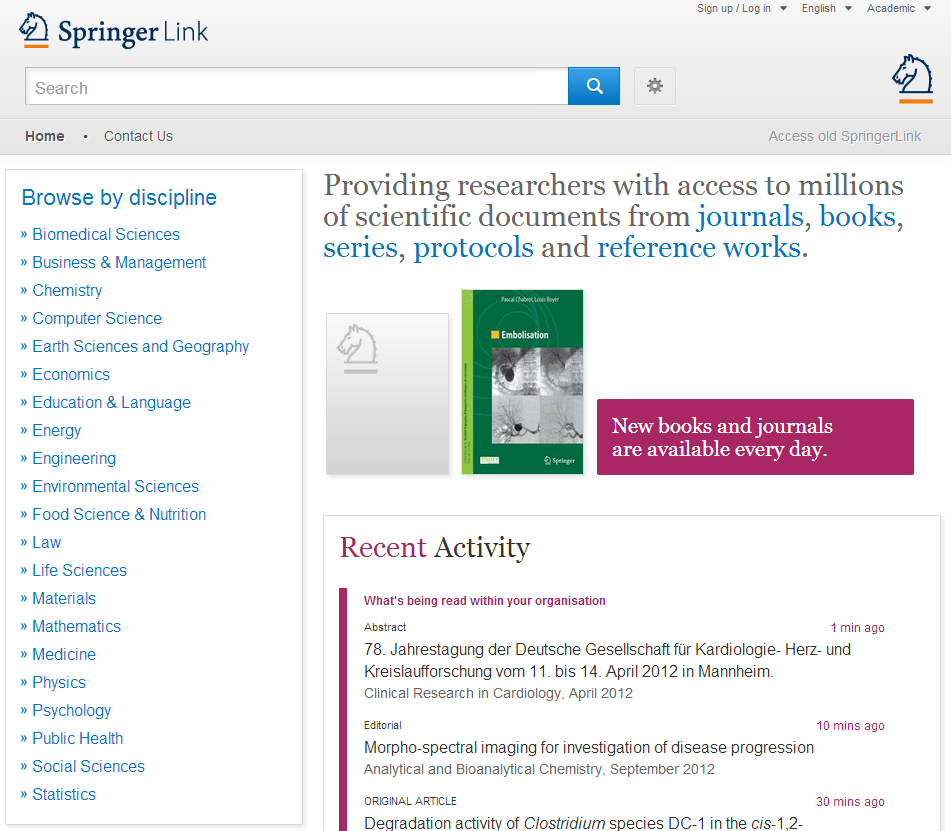 Sign up / Log in English Academic
Springer Link
Search
Home • Contact Us Access old SpringerLink
Browse by discipline
» Biomedical Sciences
» Business & Management
» Chemistry
» Computer Science
» Earth Sciences and Geography
» Economics
» Education & Language
» Energy
» Engineering
» Environmental Sciences
» Food Science & Nutrition
» Law
» Life Sciences
» Materials
» Mathematics
» Medicine
» Physics
» Psychology
» Public Health
» Social Sciences
» Statistics
Providing researchers with access to millions
of scientific documents from journals, books,
series, protocols and reference works.
Pascal Chabrot, Louis Boyer
Embolisation
Springer
New books and journals
are available every day.
Recent Activity
What's being read within your organisation
Abstract 1 min ago
78. Jahrestagung der Deutsche Gesellschaft für Kardiologie- Herz- und
Kreislaufforschung vom 11. bis 14. April 2012 in Mannheim.
Clinical Research in Cardiology, April 2012
Editorial 10 mins ago
Morpho-spectral imaging for investigation of disease progression
Analytical and Bioanalytical Chemistry, September 2012
ORIGINAL ARTICLE 30 mins ago
Degradation activity of Clostridium species DC-1 in the cis-1,2-